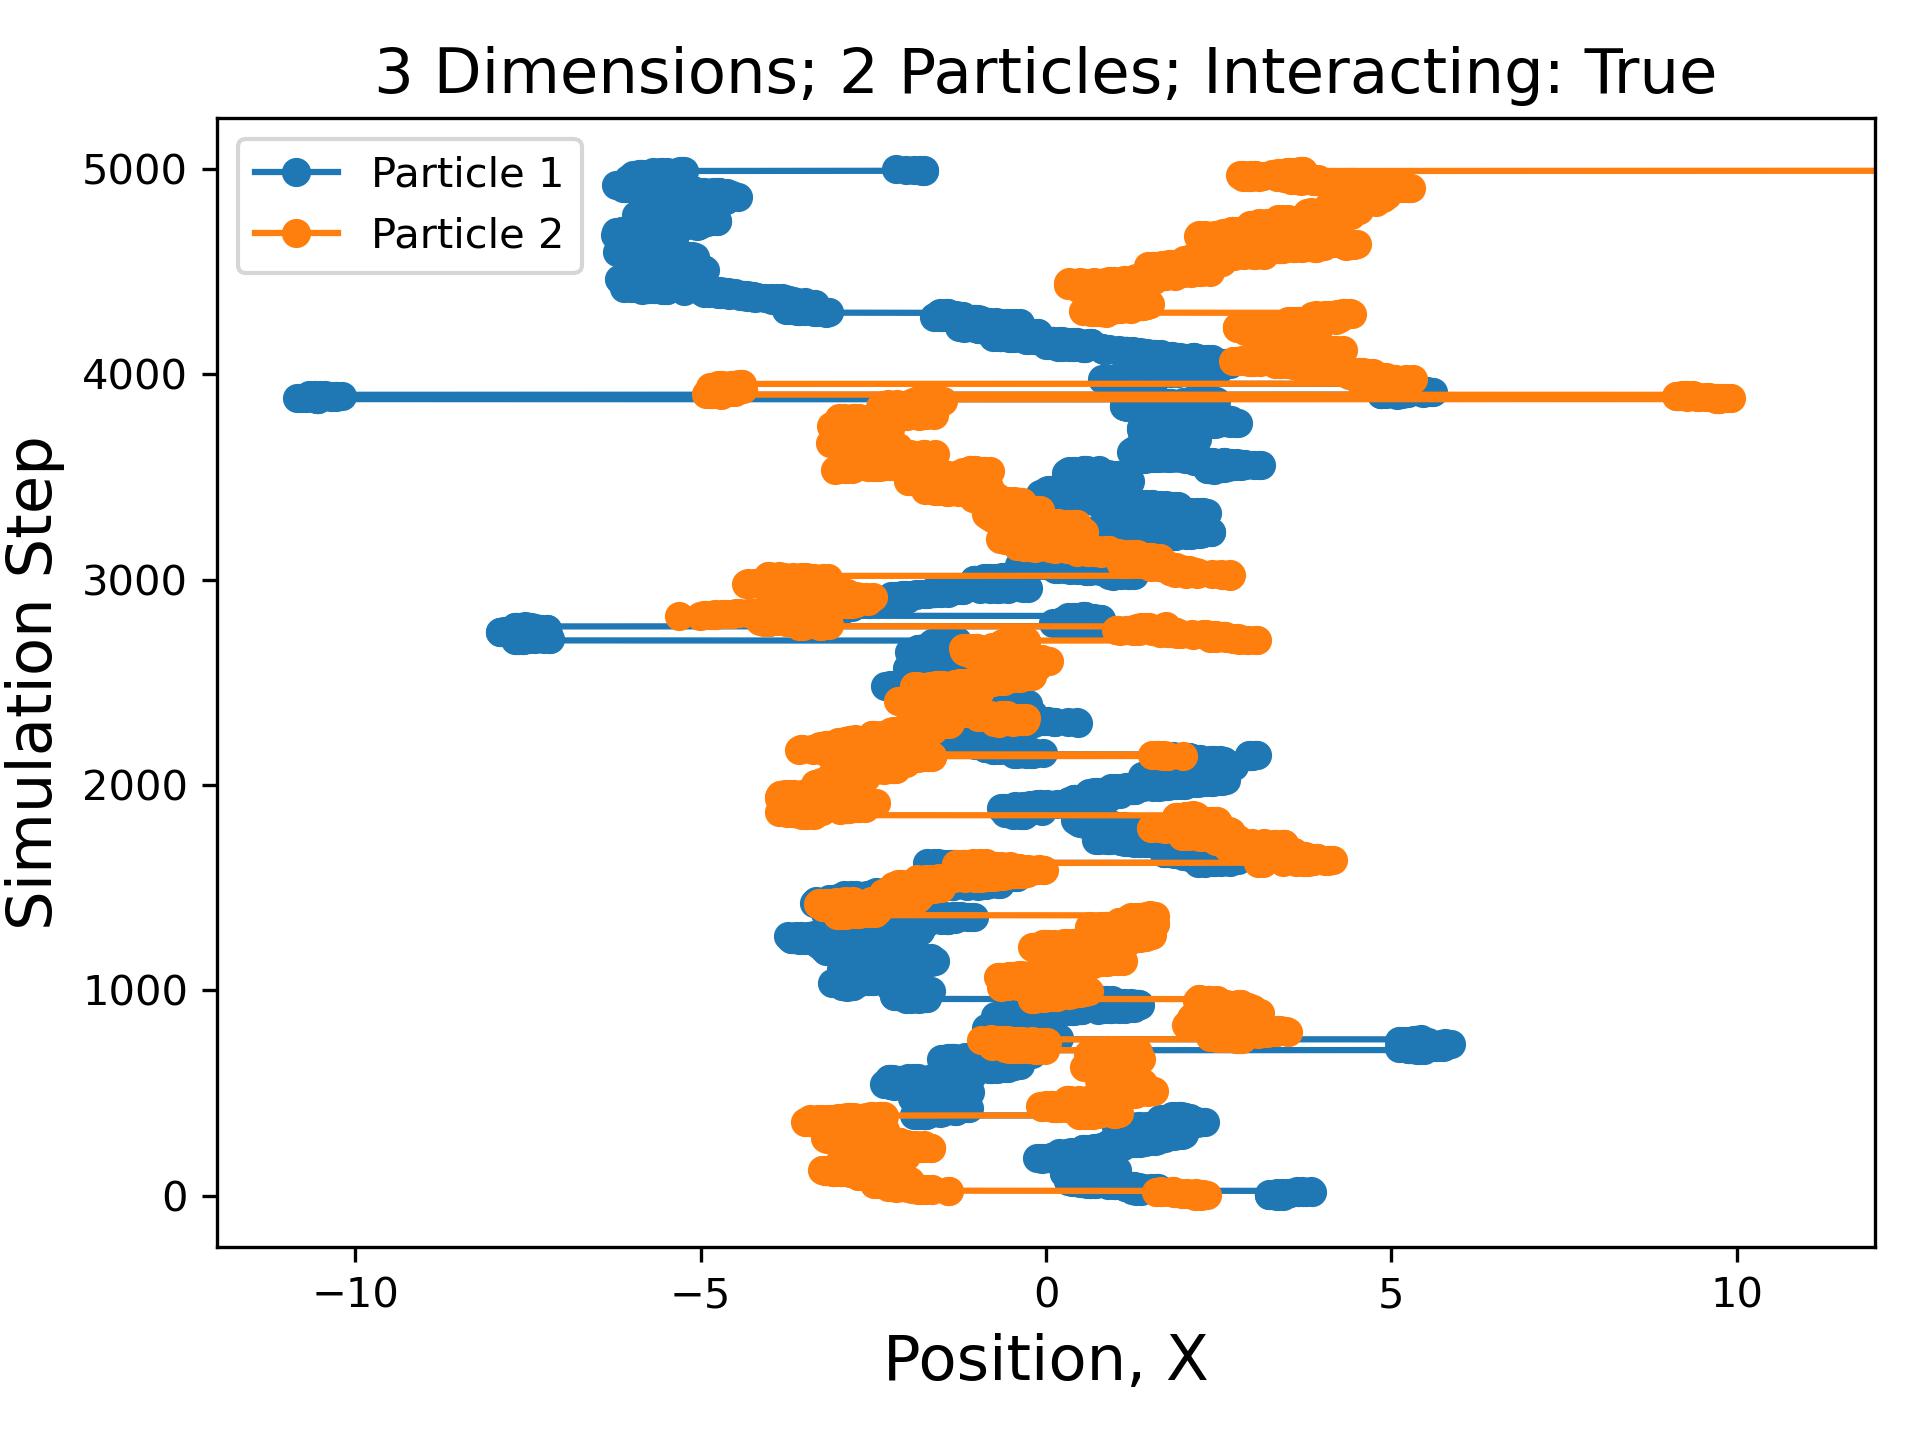 3 Dimensions; 2 Particles; Interacting: True
Particle 1
Particle 2
5000
4000
3000
2000
1000
0
Simulation Step
−10
−5
0
5
10
Position, X